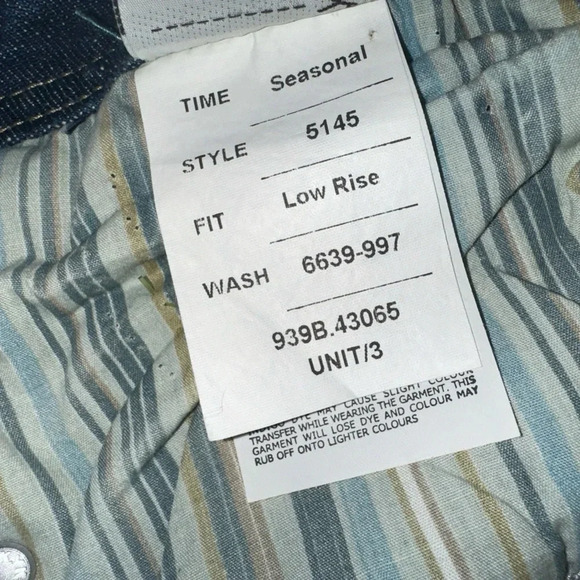 TIME Seasonal
STYLE 5145
FIT Low Rise
WASH 6639-997
939B.43065
UNIT/3
INDIGO DYE MAY CAUSE SLIGHT COLOUR
TRANSFER WHILE WEARING THE GARMENT. THIS
GARMENT WILL LOSE DYE AND COLOUR MAY
RUB OFF ONTO LIGHTER COLOURS